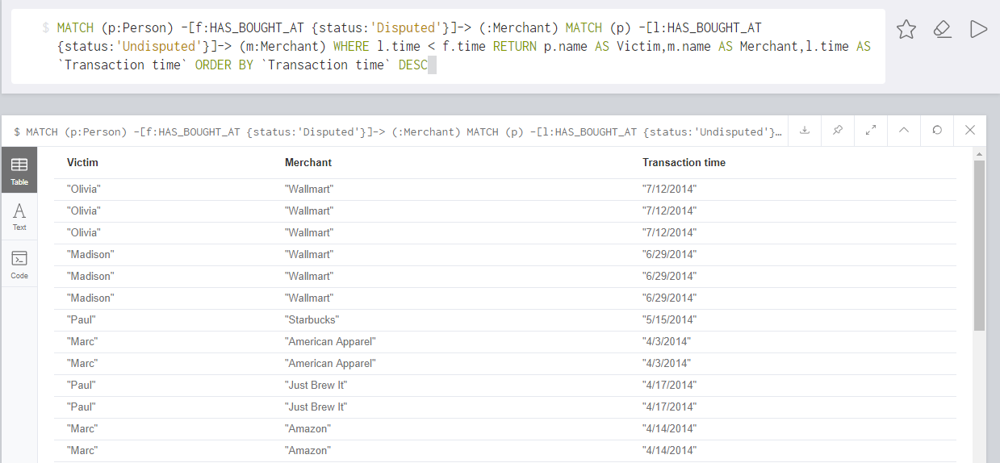 $ MATCH (p:Person) -[f:HAS_BOUGHT_AT {status:'Disputed'}]-> (:Merchant) MATCH (p) -[l:HAS_BOUGHT_AT
{status:'Undisputed'}]-> (m:Merchant) WHERE l.time < f.time RETURN p.name AS Victim,m.name AS Merchant,l.time AS
`Transaction time` ORDER BY `Transaction time` DESC
$ MATCH (p:Person) -[f:HAS_BOUGHT_AT {status:'Disputed'}]-> (:Merchant) MATCH (p) -[l:HAS_BOUGHT_AT {status:'Undisputed'}…
Table
Text
Code
Victim Merchant Transaction time
"Olivia" "Wallmart" "7/12/2014"
"Olivia" "Wallmart" "7/12/2014"
"Olivia" "Wallmart" "7/12/2014"
"Madison" "Wallmart" "6/29/2014"
"Madison" "Wallmart" "6/29/2014"
"Madison" "Wallmart" "6/29/2014"
"Paul" "Starbucks" "5/15/2014"
"Marc" "American Apparel" "4/3/2014"
"Marc" "American Apparel" "4/3/2014"
"Paul" "Just Brew It" "4/17/2014"
"Paul" "Just Brew It" "4/17/2014"
"Marc" "Amazon" "4/14/2014"
"Marc" "Amazon" "4/14/2014"